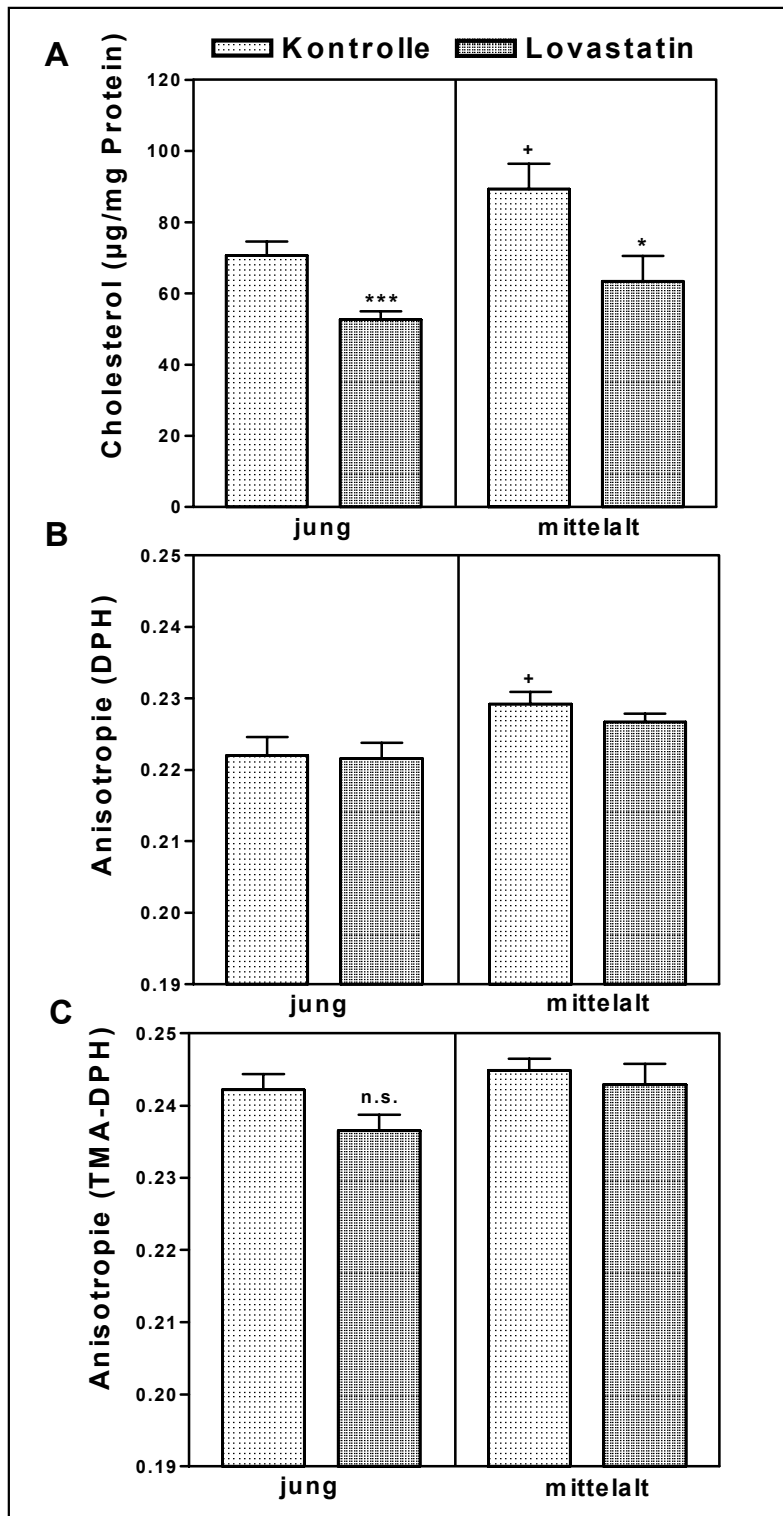 A
Kontrolle Lovastatin
Cholesterol (µg/mg Protein)
120
100
80
60
40
20
0
***
+
*
jung mittelalt
B
Anisotropie (DPH)
0.25
0.24
0.23
0.22
0.21
0.20
0.19
+
jung mittelalt
C
Anisotropie (TMA-DPH)
0.25
0.24
0.23
0.22
0.21
0.20
0.19
n.s.
jung mittelalt